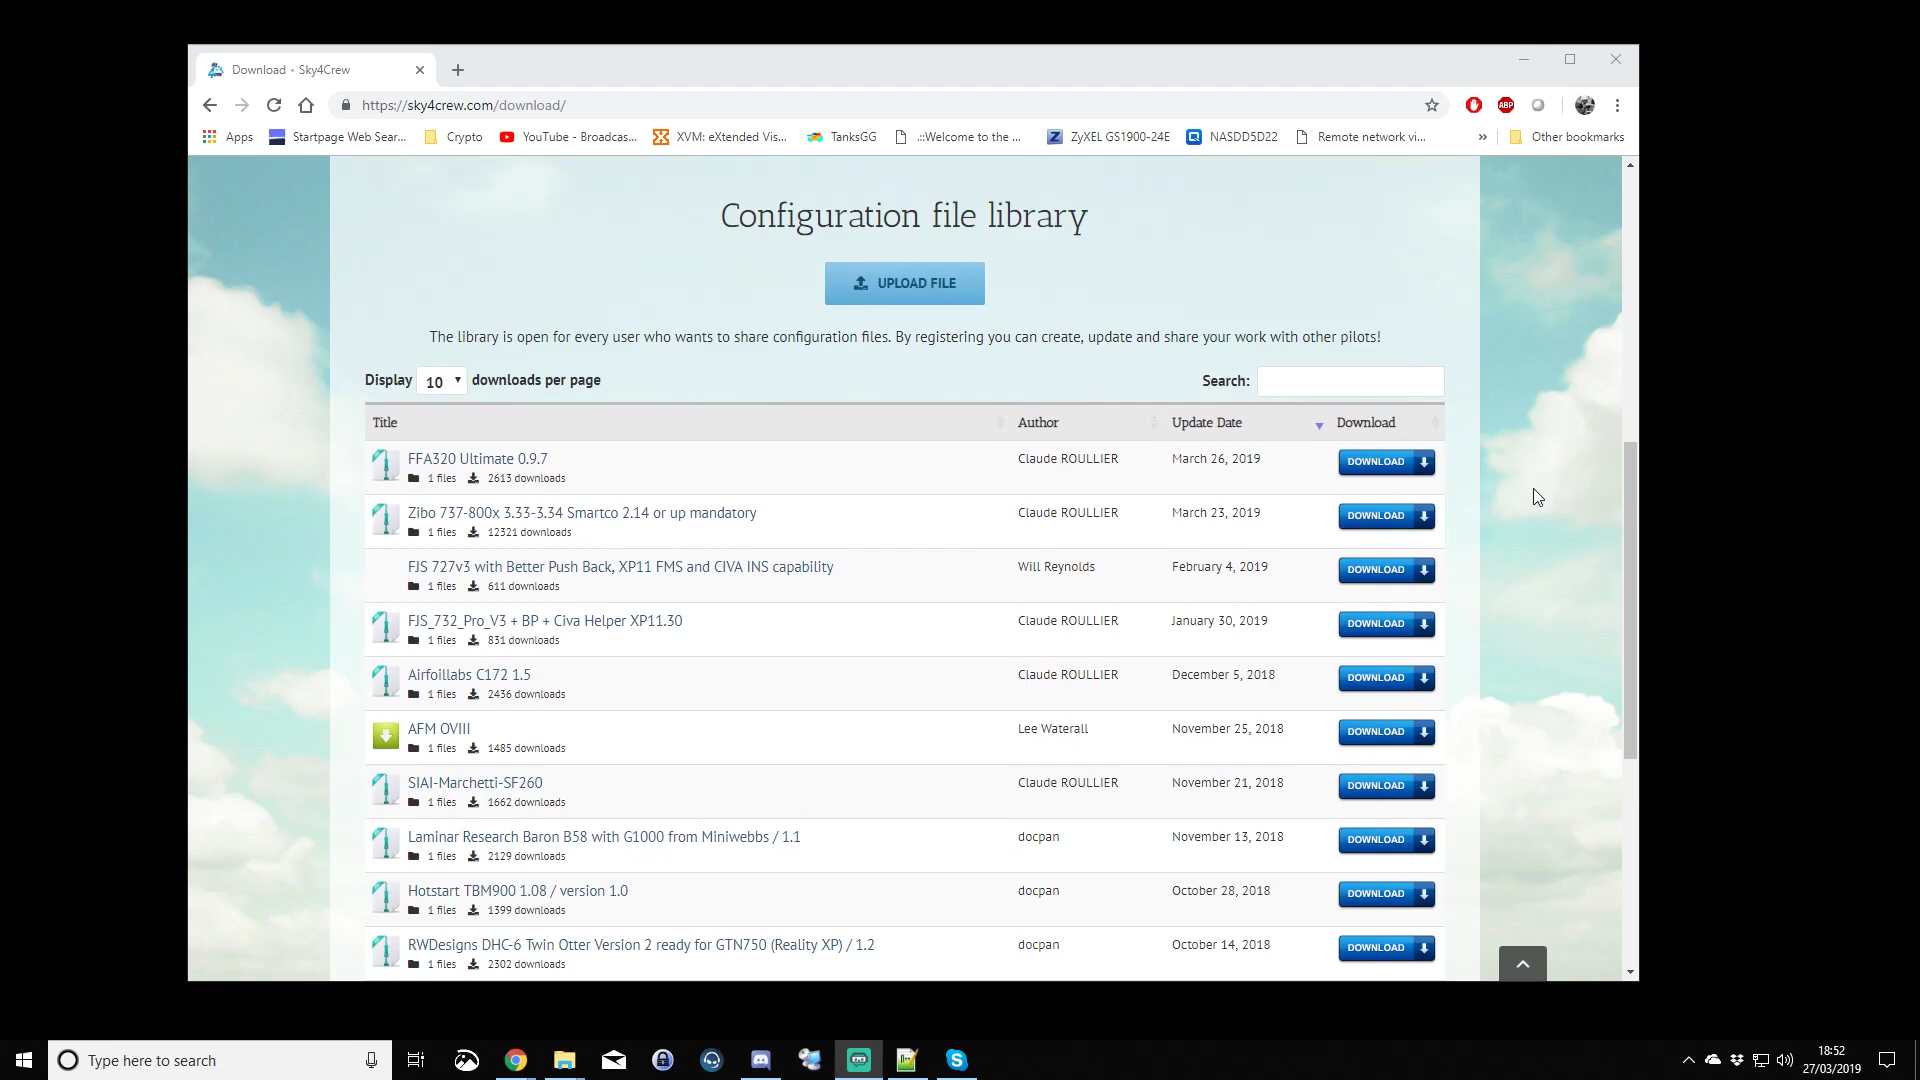 Download • Sky4Crew
https://sky4crew.com/download/
ABP
Apps
Startpage Web Sear...
Crypto
YouTube - Broadcas...
XVM: eXtended Vis...
TanksGG
.::Welcome to the ...
ZyXEL GS1900-24E
NASDD5D22
Remote network vi...
»
Other bookmarks
Configuration file library
UPLOAD FILE
The library is open for every user who wants to share configuration files. By registering you can create, update and share your work with other pilots!
Display 10 downloads per page
Search:
Title Author Update Date Download
FFA320 Ultimate 0.9.7 Claude ROULLIER March 26, 2019 DOWNLOAD
1 files 2613 downloads
Zibo 737-800x 3.33-3.34 Smartco 2.14 or up mandatory Claude ROULLIER March 23, 2019 DOWNLOAD
1 files 12321 downloads
FJS 727v3 with Better Push Back, XP11 FMS and CIVA INS capability Will Reynolds February 4, 2019 DOWNLOAD
1 files 611 downloads
FJS_732_Pro_V3 + BP + Civa Helper XP11.30 Claude ROULLIER January 30, 2019 DOWNLOAD
1 files 831 downloads
Airfoillabs C172 1.5 Claude ROULLIER December 5, 2018 DOWNLOAD
1 files 2436 downloads
AFM OVIII Lee Waterall November 25, 2018 DOWNLOAD
1 files 1485 downloads
SIAI-Marchetti-SF260 Claude ROULLIER November 21, 2018 DOWNLOAD
1 files 1662 downloads
Laminar Research Baron B58 with G1000 from Miniwebbs / 1.1 docpan November 13, 2018 DOWNLOAD
1 files 2129 downloads
Hotstart TBM900 1.08 / version 1.0 docpan October 28, 2018 DOWNLOAD
1 files 1399 downloads
RWDesigns DHC-6 Twin Otter Version 2 ready for GTN750 (Reality XP) / 1.2 docpan October 14, 2018 DOWNLOAD
1 files 2302 downloads
Type here to search
18:52
27/03/2019